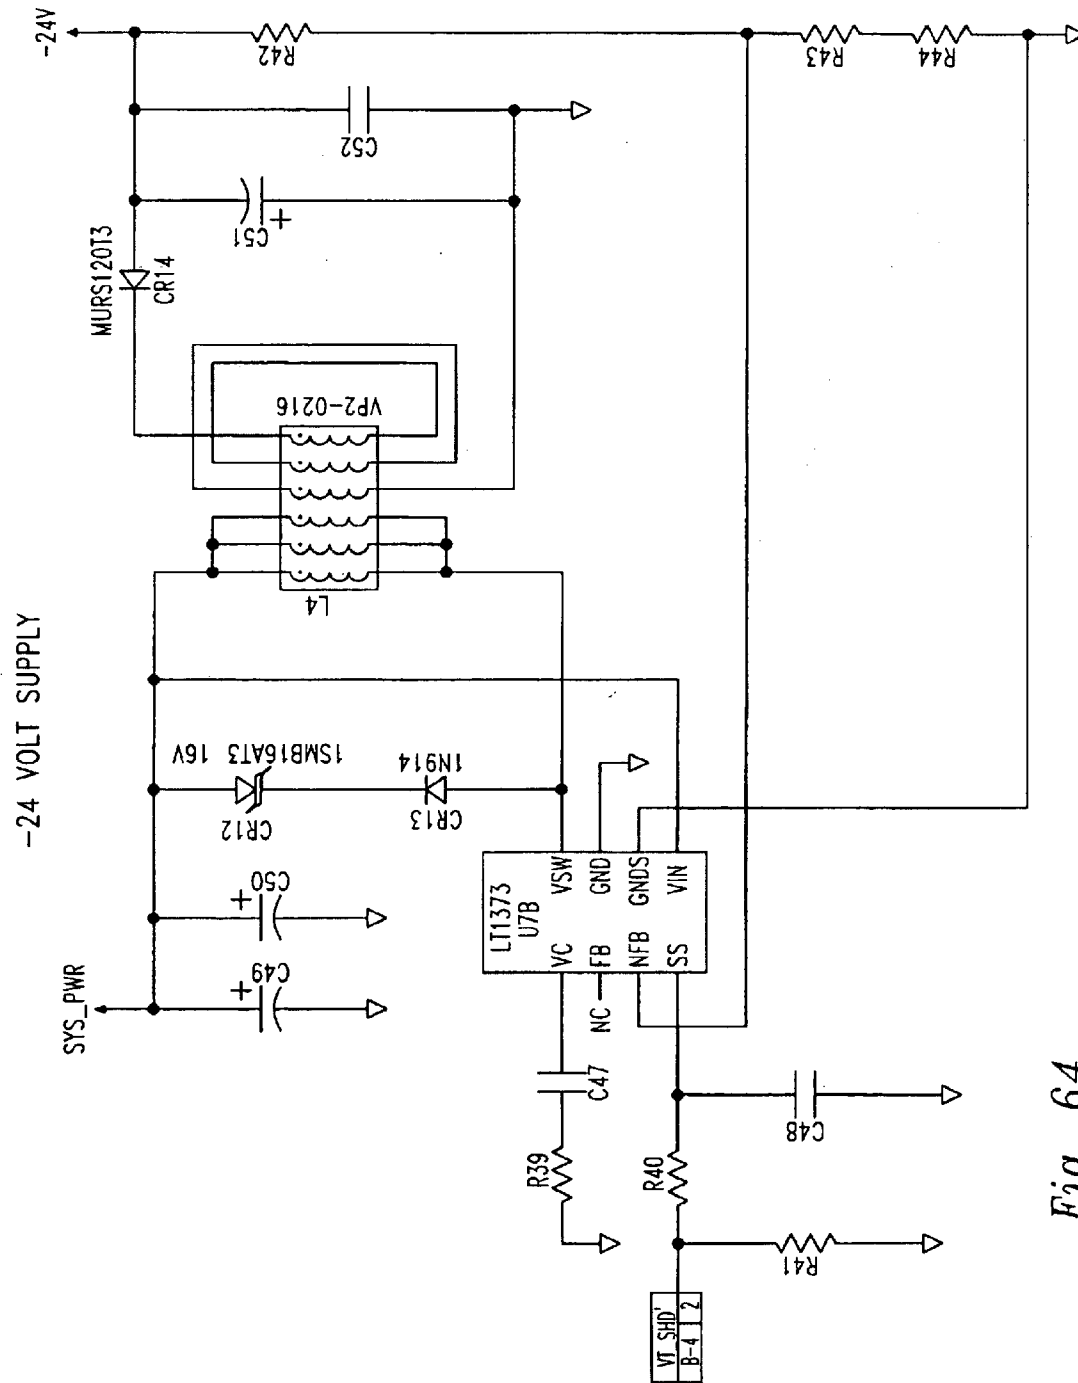 -24 VOLT SUPPLY
SYS_PWR
C49
+
C50
+
CR12
1SMB16AT3 16V
CR13
1N914
L4
VP2-0216
MURS120T3
CR14
C51
+
C52
-24V
R42
R43
R44
LT1373
U7B
VC
FB
NFB
SS
VSW
GND
GNDS
VIN
NC
C47
R39
R40
C48
R41
VT_SHD'
B-4 2
Fig. 64